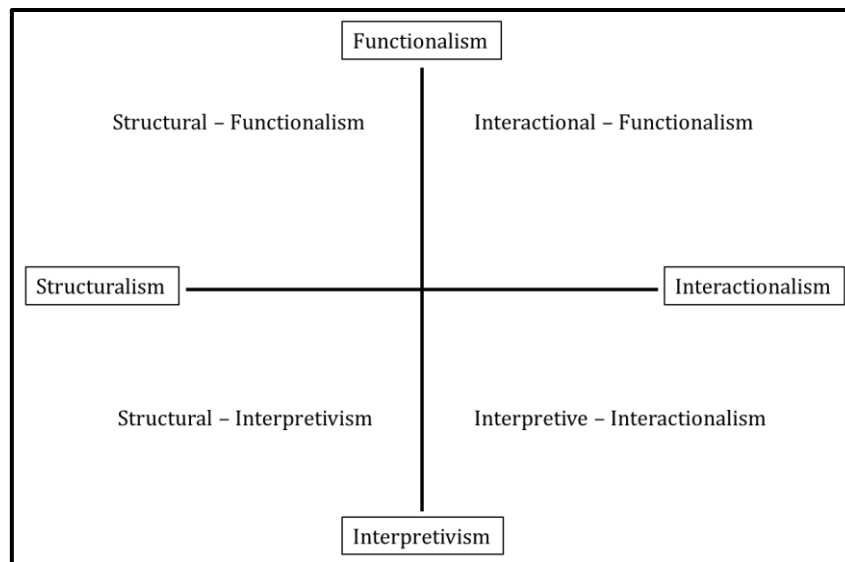 Functionalism
Structural – Functionalism
Interactional – Functionalism
Structuralism
Interactionalism
Structural – Interpretivism
Interpretive – Interactionalism
Interpretivism